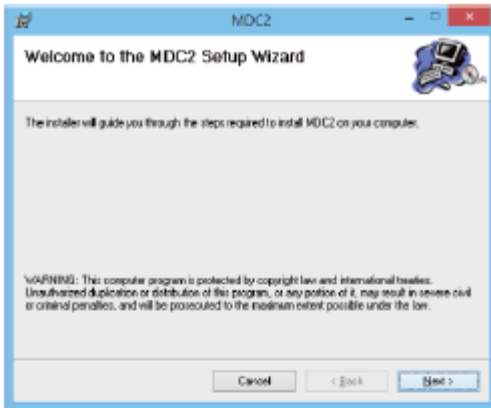 MDC2
Welcome to the MDC2 Setup Wizard
The installer will guide you through the steps required to install MDC2 on your computer.
WARNING: This computer program is protected by copyright law and international treaties.
Unauthorized duplication or distribution of this program, or any portion of it, may result in severe civil
or criminal penalties, and will be prosecuted to the maximum extent possible under the law.
Cancel
< Back
Next >